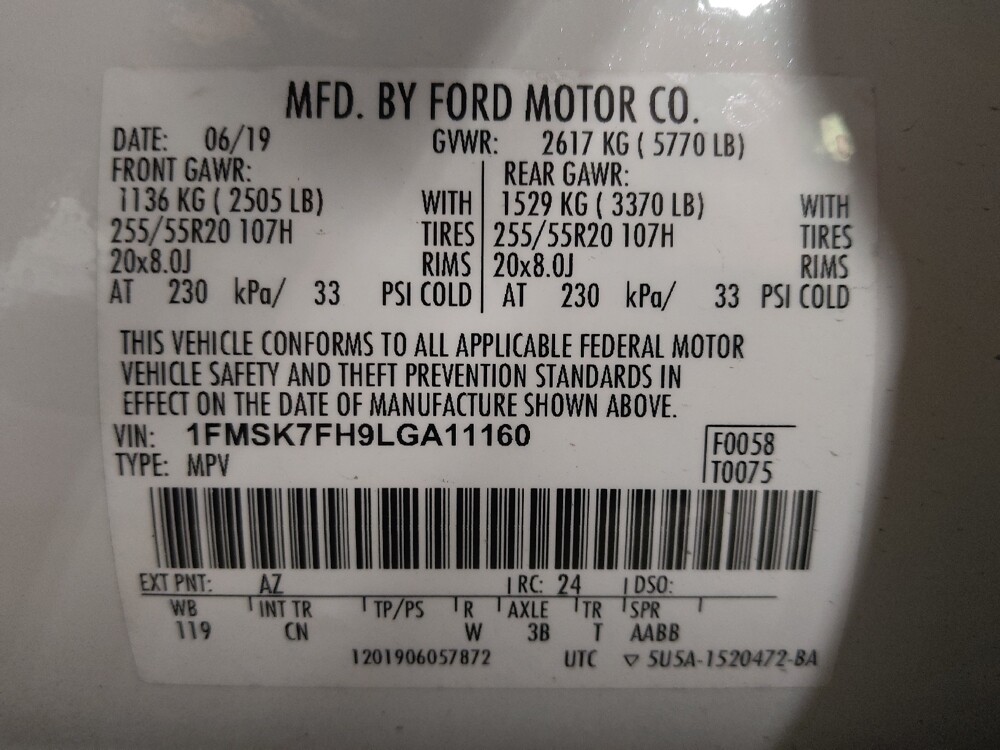 MFD. BY FORD MOTOR CO.
DATE: 06/19 GVWR: 2617 KG ( 5770 LB)
FRONT GAWR: REAR GAWR:
1136 KG ( 2505 LB) WITH 1529 KG ( 3370 LB) WITH
255/55R20 107H TIRES 255/55R20 107H TIRES
20x8.0J RIMS 20x8.0J RIMS
AT 230 kPa/ 33 PSI COLD AT 230 kPa/ 33 PSI COLD
THIS VEHICLE CONFORMS TO ALL APPLICABLE FEDERAL MOTOR
VEHICLE SAFETY AND THEFT PREVENTION STANDARDS IN
EFFECT ON THE DATE OF MANUFACTURE SHOWN ABOVE.
VIN: 1FMSK7FH9LGA11160 F0058
TYPE: MPV T0075
EXT PNT: AZ RC: 24 DSO:
WB INT TR TP/PS R AXLE TR SPR
119 CN W 3B T AABB
1201906057872 UTC ▽ 5U5A-1520472-BA